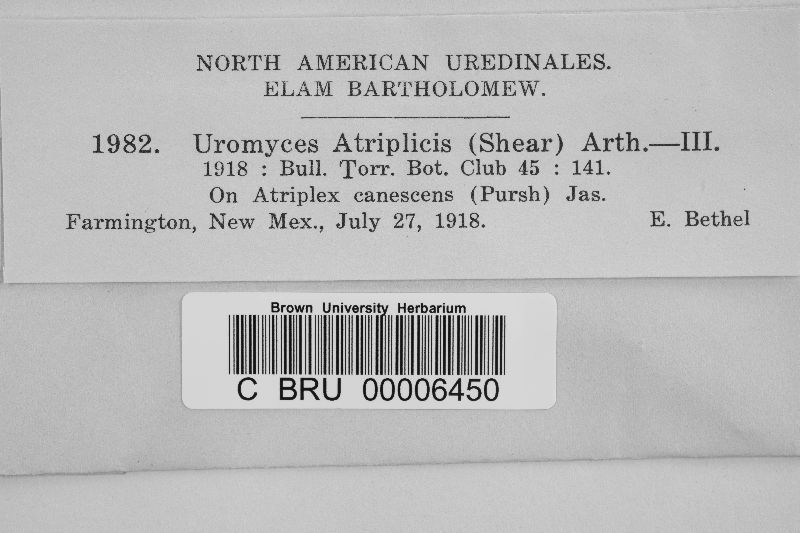 NORTH AMERICAN UREDINALES.
ELAM BARTHOLOMEW.
1982. Uromyces Atriplicis (Shear) Arth.—III.
1918 : Bull. Torr. Bot. Club 45 : 141.
On Atriplex canescens (Pursh) Jas.
Farmington, New Mex., July 27, 1918. E. Bethel
Brown University Herbarium
C BRU 00006450